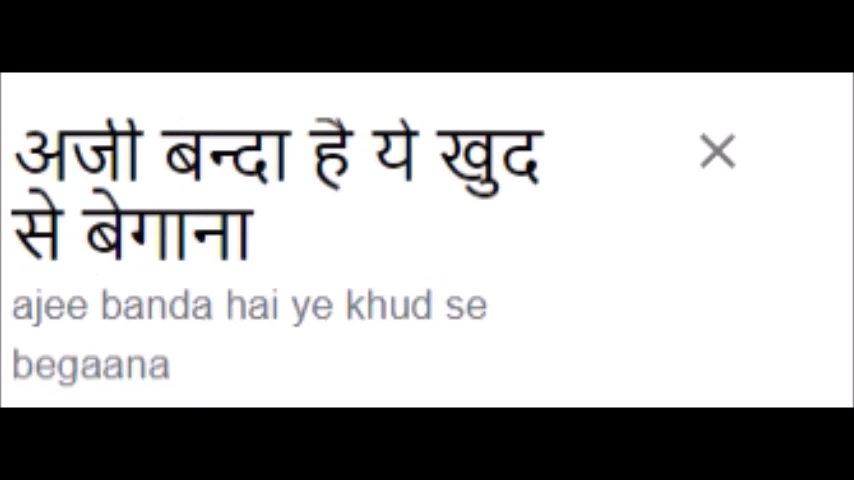 अजी बन्दा है ये खुद
से बेगाना
ajee banda hai ye khud se
begaana